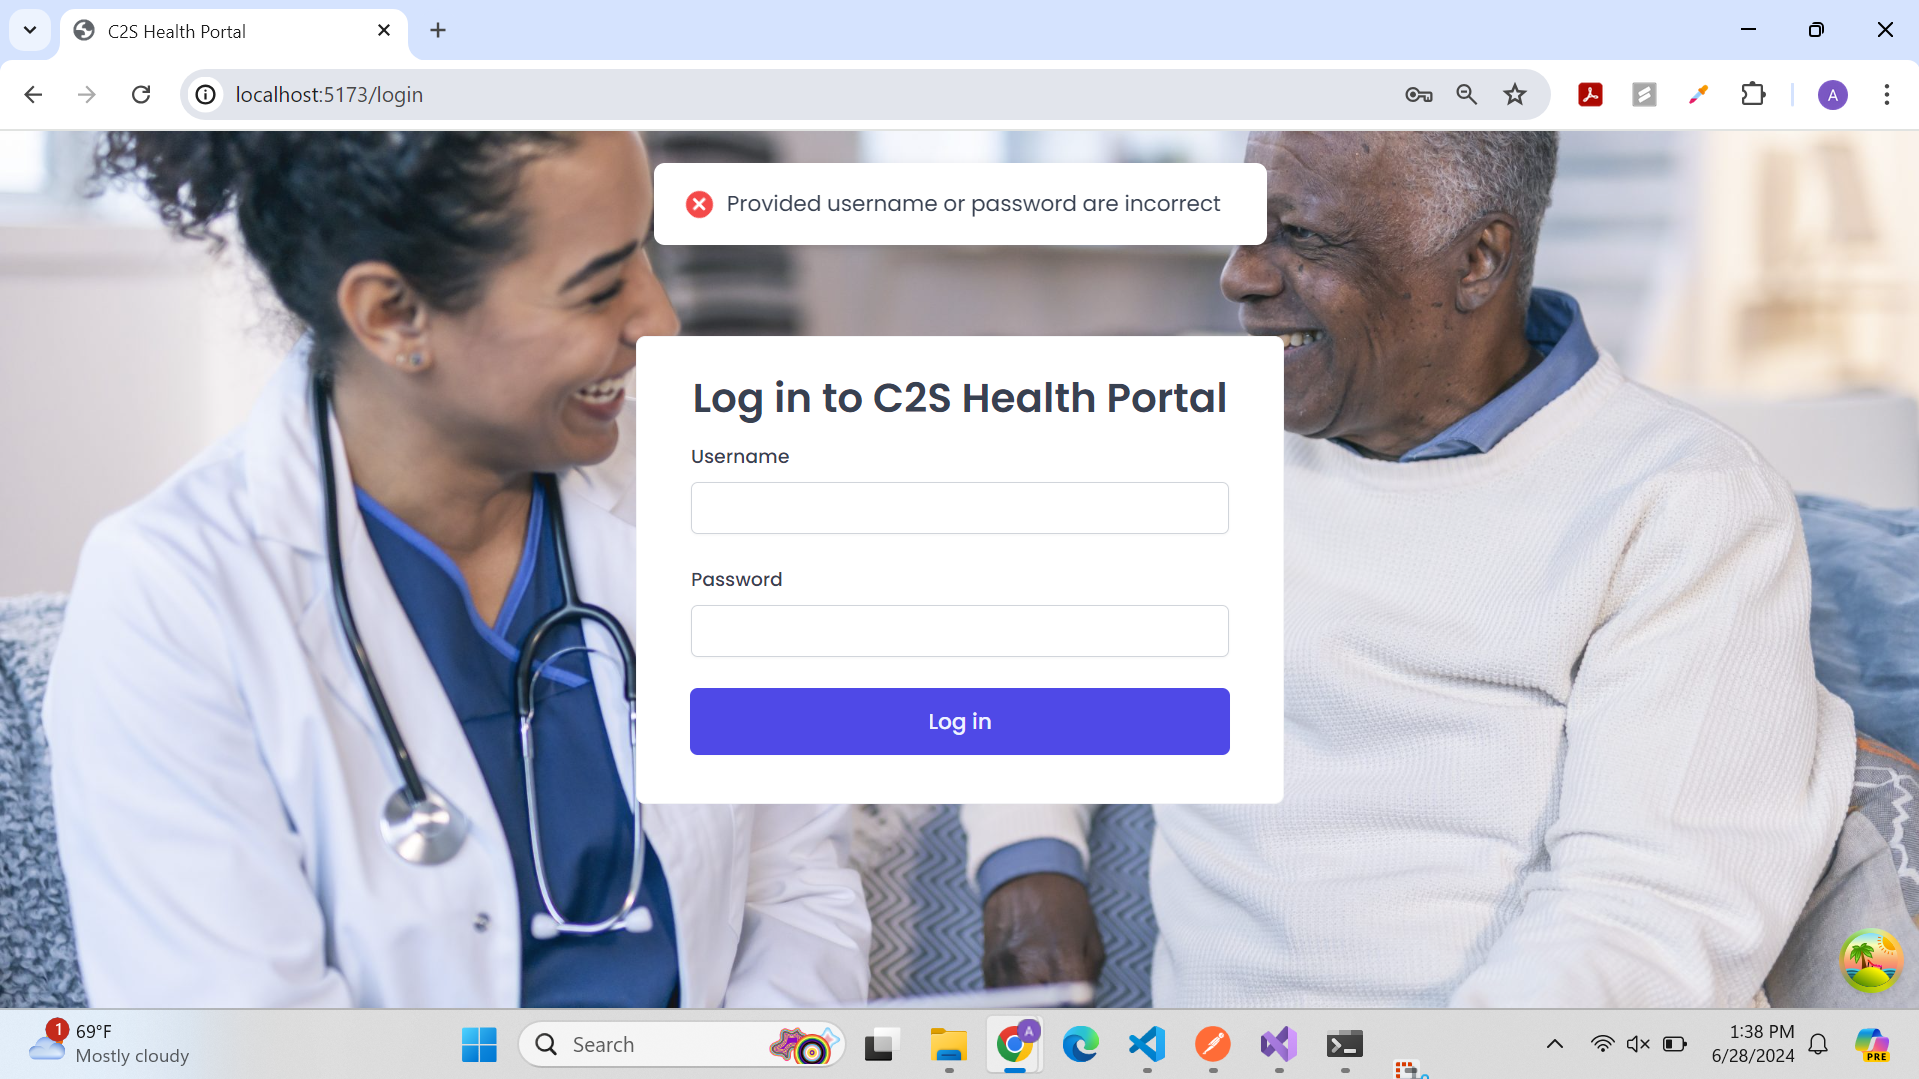 C2S Health Portal
localhost:5173/login
A
Provided username or password are incorrect
Log in to C2S Health Portal
Username
Password
Log in
1
69°F
Mostly cloudy
Search
A
1:38 PM
6/28/2024
PRE